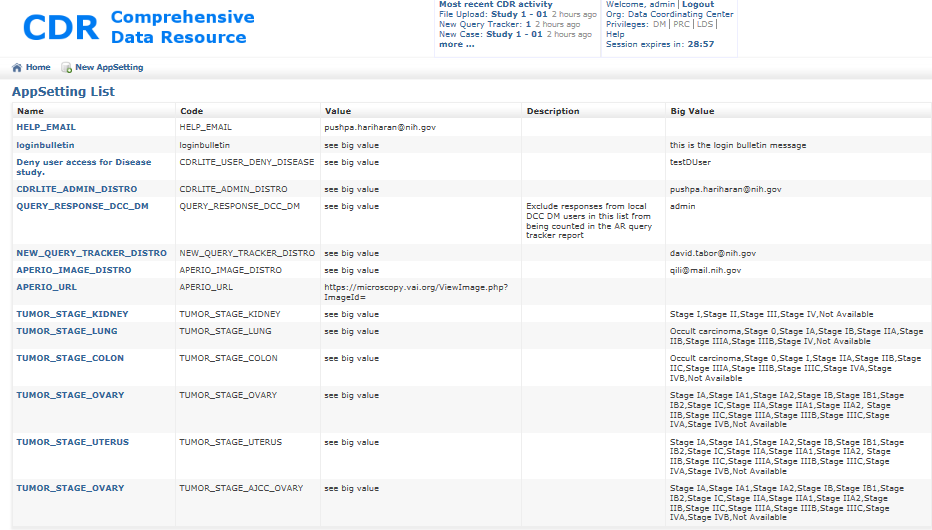 CDR Comprehensive
Data Resource
Most recent CDR activity
File Upload: Study 1 - 01 2 hours ago
New Query Tracker: 1 2 hours ago
New Case: Study 1 - 01 2 hours ago
more ...
Welcome, admin | Logout
Org: Data Coordinating Center
Privileges: DM | PRC | LDS |
Help
Session expires in: 28:57
Home New AppSetting
AppSetting List
Name Code Value Description Big Value
HELP_EMAIL HELP_EMAIL pushpa.hariharan@nih.gov
loginbulletin loginbulletin see big value this is the login bulletin message
Deny user access for Disease CDRLITE_USER_DENY_DISEASE see big value testDUser
study.
CDRLITE_ADMIN_DISTRO CDRLITE_ADMIN_DISTRO see big value pushpa.hariharan@nih.gov
QUERY_RESPONSE_DCC_DM QUERY_RESPONSE_DCC_DM see big value Exclude responses from local admin
DCC DM users in this list from
being counted in the AR query
tracker report
NEW_QUERY_TRACKER_DISTRO NEW_QUERY_TRACKER_DISTRO see big value david.tabor@nih.gov
APERIO_IMAGE_DISTRO APERIO_IMAGE_DISTRO see big value qili@mail.nih.gov
APERIO_URL APERIO_URL https://microscopy.vai.org/ViewImage.php?
ImageId=
TUMOR_STAGE_KIDNEY TUMOR_STAGE_KIDNEY see big value Stage I,Stage II,Stage III,Stage IV,Not Available
TUMOR_STAGE_LUNG TUMOR_STAGE_LUNG see big value Occult carcinoma,Stage 0,Stage IA,Stage IB,Stage IIA,Stage
IIB,Stage IIIA,Stage IIIB,Stage IV,Not Available
TUMOR_STAGE_COLON TUMOR_STAGE_COLON see big value Occult carcinoma,Stage 0,Stage I,Stage IIA,Stage IIB,Stage
IIC,Stage IIIA,Stage IIIB,Stage IIIC,Stage IVA,Stage
IVB,Not Available
TUMOR_STAGE_OVARY TUMOR_STAGE_OVARY see big value Stage IA,Stage IA1,Stage IA2,Stage IB,Stage IB1,Stage
IB2,Stage IC,Stage IIA,Stage IIA1,Stage IIA2, Stage
IIB,Stage IIC,Stage IIIA,Stage IIIB,Stage IIIC,Stage
IVA,Stage IVB,Not Available
TUMOR_STAGE_UTERUS TUMOR_STAGE_UTERUS see big value Stage IA,Stage IA1,Stage IA2,Stage IB,Stage IB1,Stage
IB2,Stage IC,Stage IIA,Stage IIA1,Stage IIA2, Stage
IIB,Stage IIC,Stage IIIA,Stage IIIB,Stage IIIC,Stage
IVA,Stage IVB,Not Available
TUMOR_STAGE_OVARY TUMOR_STAGE_AJCC_OVARY see big value Stage IA,Stage IA1,Stage IA2,Stage IB,Stage IB1,Stage
IB2,Stage IC,Stage IIA,Stage IIA1,Stage IIA2,Stage
IIB,Stage IIC,Stage IIIA,Stage IIIB,Stage IIIC,Stage
IVA,Stage IVB,Not Available